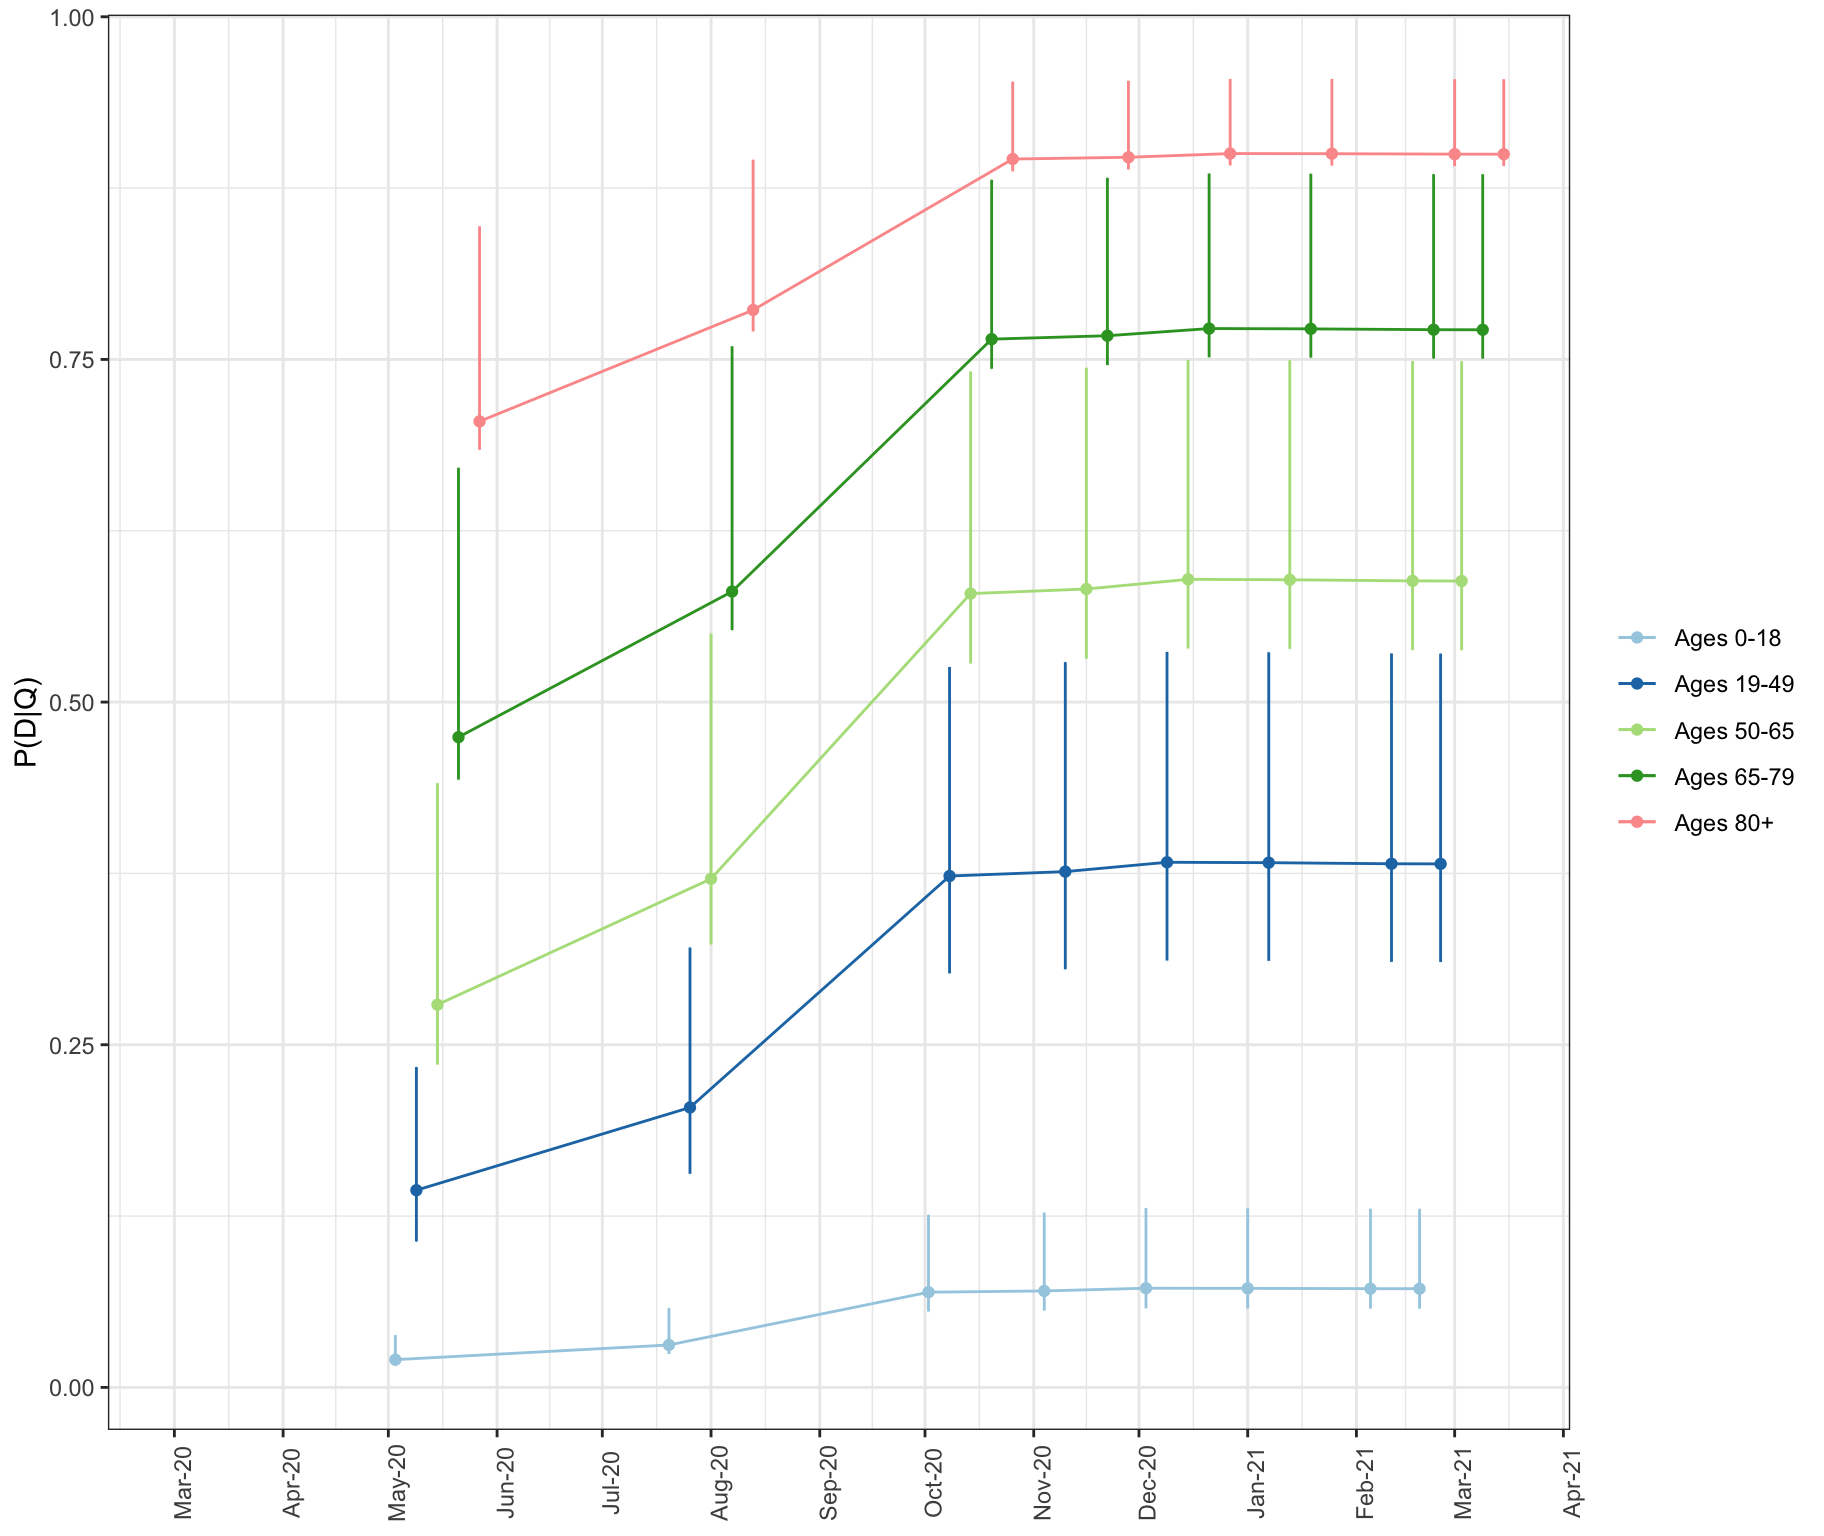 1.00
0.75
0.50
0.25
0.00
P(D|Q)
Mar-20
Apr-20
May-20
Jun-20
Jul-20
Aug-20
Sep-20
Oct-20
Nov-20
Dec-20
Jan-21
Feb-21
Mar-21
Apr-21
Ages 0-18
Ages 19-49
Ages 50-65
Ages 65-79
Ages 80+